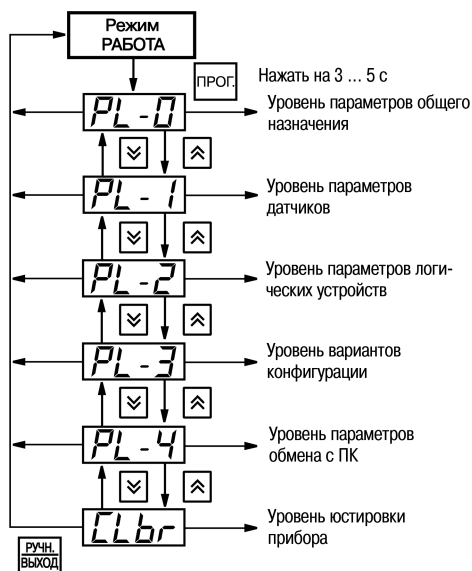 Режим
РАБОТА
ПРОГ.
Нажать на 3 ... 5 с
PL-0
Уровень параметров общего
назначения
PL-1
Уровень параметров
датчиков
PL-2
Уровень параметров логи-
ческих устройств
PL-3
Уровень вариантов
конфигурации
PL-4
Уровень параметров
обмена с ПК
CLbr
Уровень юстировки
прибора
РУЧН.
ВЫХОД